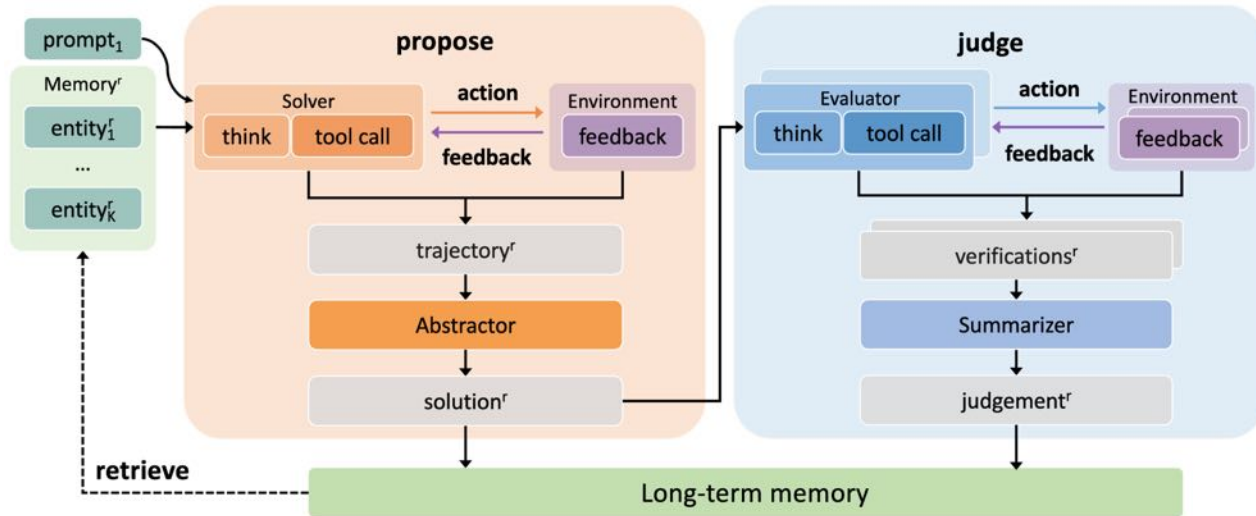 propose
judge
prompt₁
Memoryʳ
entity₁ʳ
...
entityₖʳ
Solver
think
tool call
action
feedback
Environment
feedback
Evaluator
think
tool call
action
feedback
Environment
feedback
trajectoryʳ
verificationsʳ
Abstractor
Summarizer
solutionʳ
judgementʳ
retrieve
Long-term memory